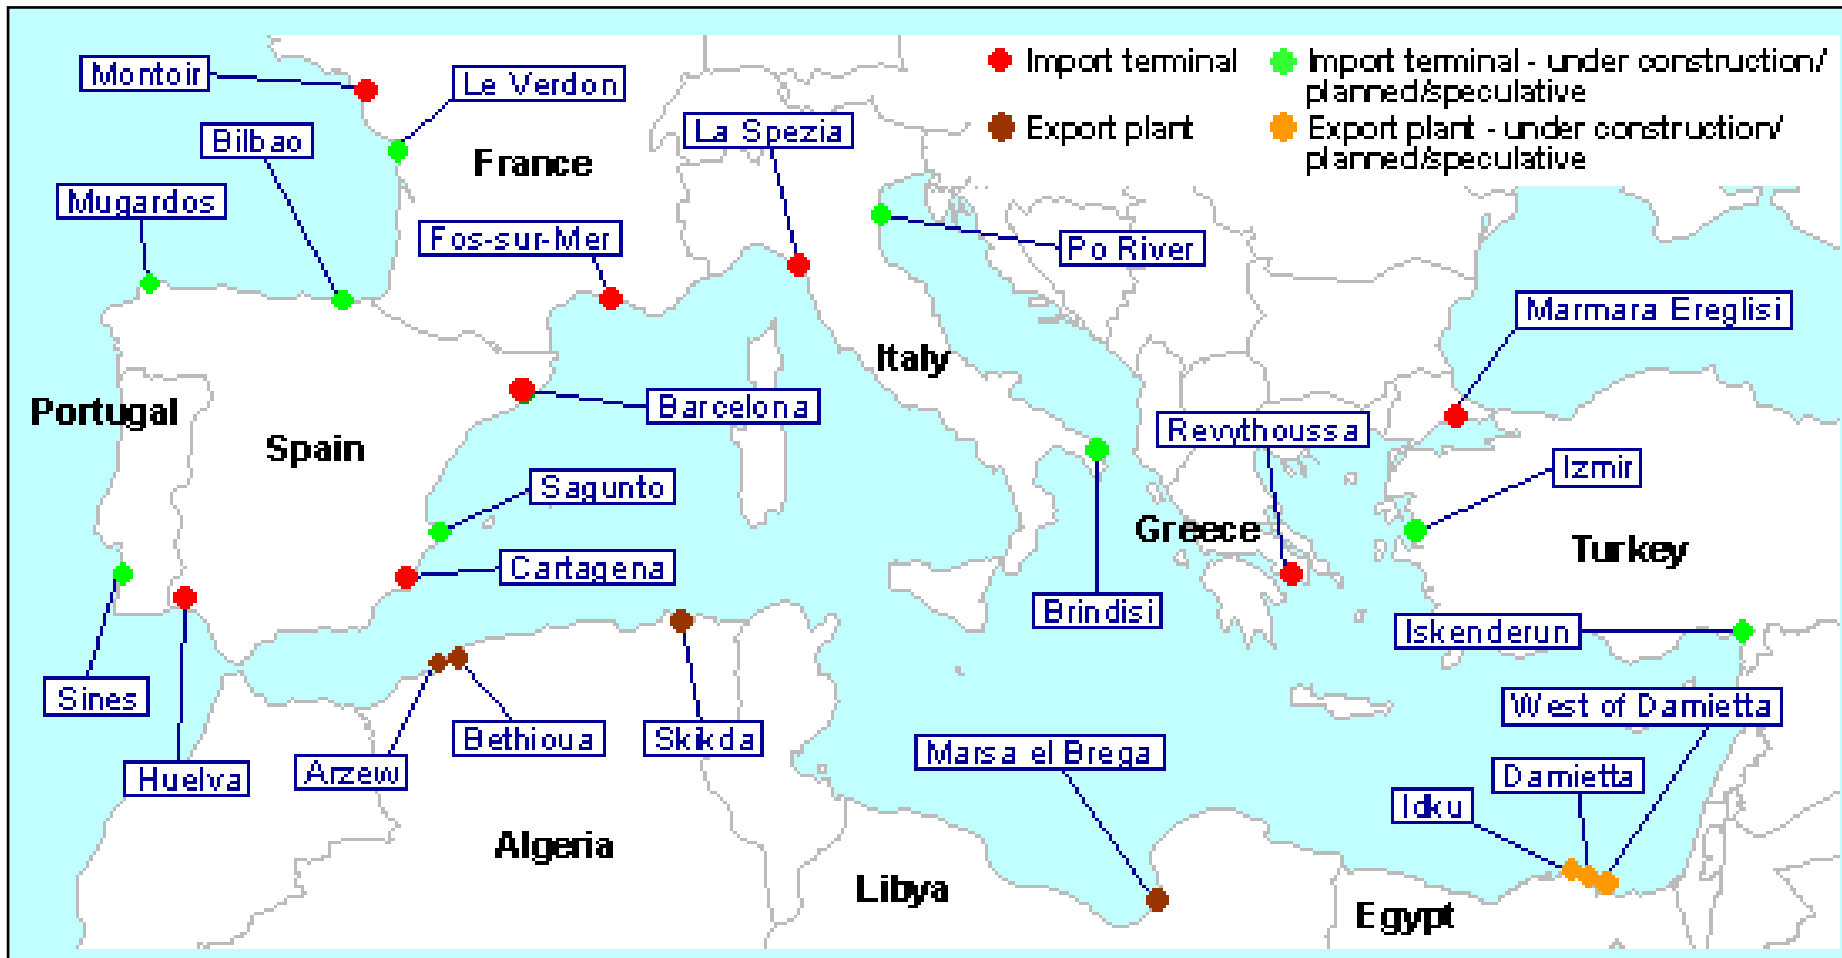 Montoir
Le Verdon
Import terminal
Import terminal - under construction/
planned/speculative
Bilbao
La Spezia
Export plant
Export plant - under construction/
planned/speculative
France
Mugardos
Fos-sur-Mer
Po River
Marmara Ereglisi
Italy
Portugal
Barcelona
Spain
Revythoussa
Izmir
Sagunto
Greece
Turkey
Cartagena
Brindisi
Iskenderun
Sines
West of Damietta
Bethioua
Skikda
Marsa el Brega
Huelva
Arzew
Damietta
Idku
Algeria
Libya
Egypt